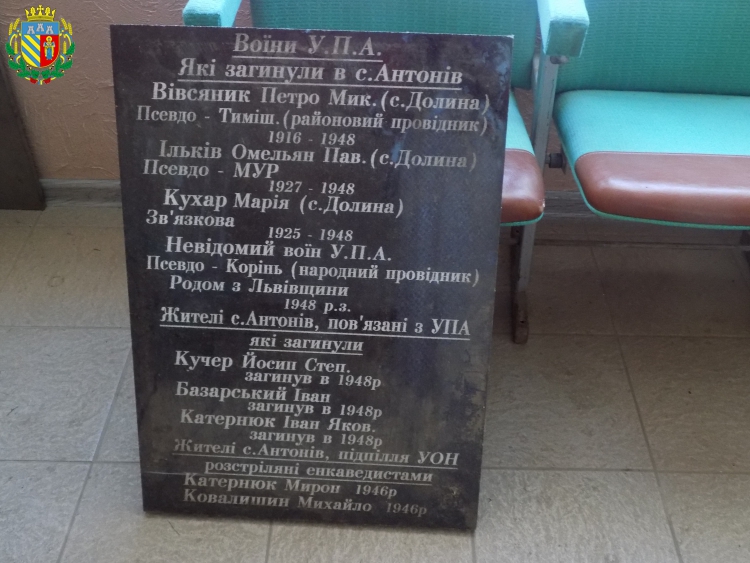 Воїни У.П.А.
Які загинули в с.Антонів
Вівсяник Петро Мик. (с.Долина)
Псевдо - Тиміш. (районовий провідник)
1916 - 1948
Ільків Омельян Пав. (с.Долина)
Псевдо - МУР
1927 - 1948
Кухар Марія (с.Долина)
Зв'язкова
1925 - 1948
Невідомий воїн У.П.А.
Псевдо - Корінь (народний провідник)
Родом з Львівщини
1948 р.з.
Жителі с.Антонів, пов'язані з УПА
які загинули
Кучер Йосип Степ.
загинув в 1948р
Базарський Іван
загинув в 1948р
Катернюк Іван Яков.
загинув в 1948р
Жителі с.Антонів, підпілля УОН
розстріляні енкаведистами
Катернюк Мирон 1946р
Ковалишин Михайло 1946р